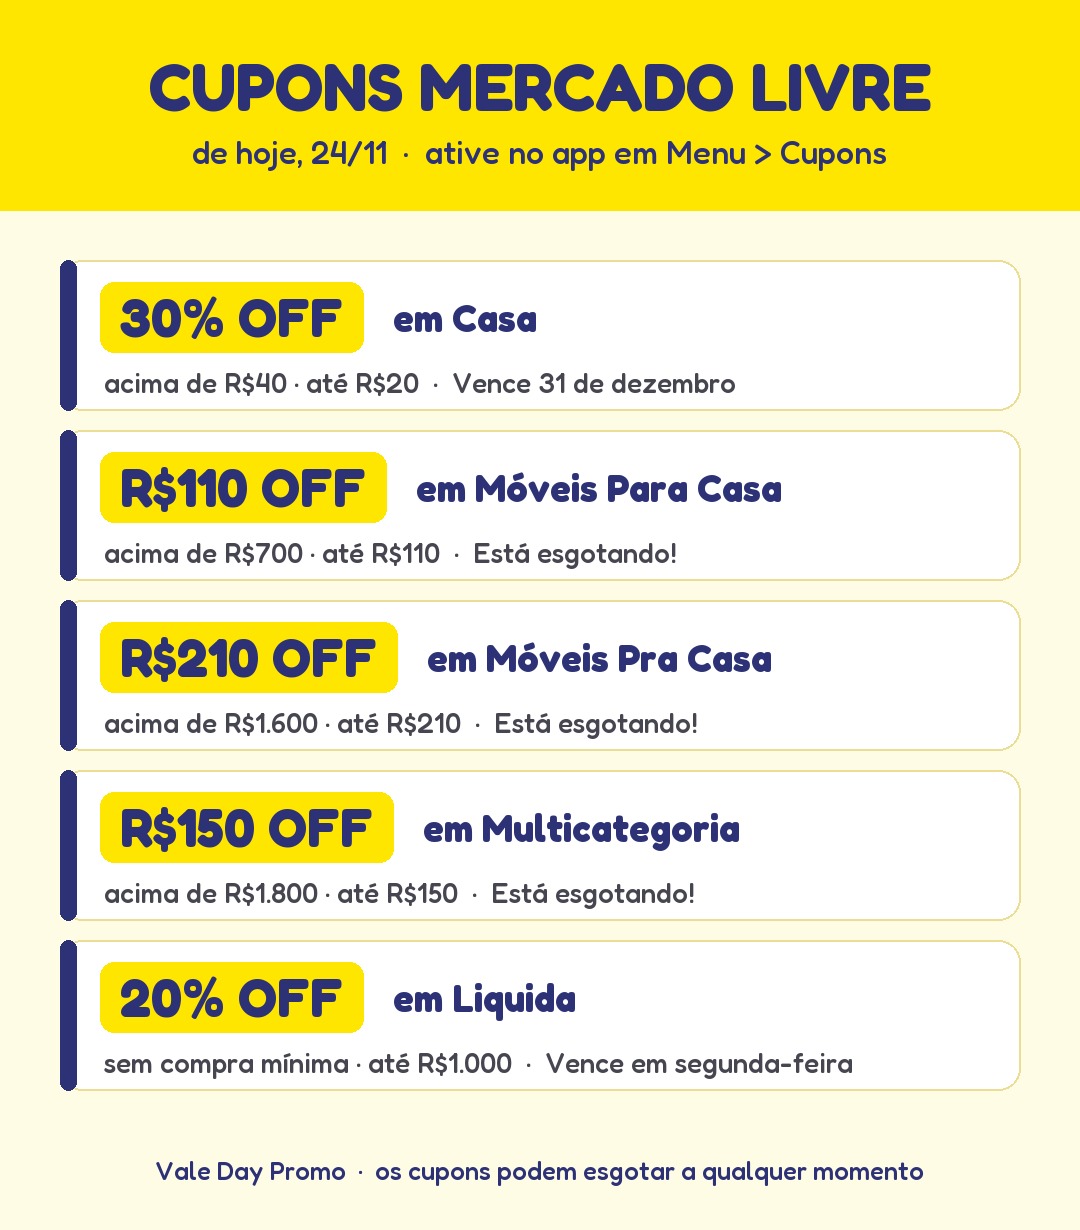 CUPONS MERCADO LIVRE
de hoje, 24/11 · ative no app em Menu > Cupons
30% OFF em Casa
acima de R$40 · até R$20 · Vence 31 de dezembro
R$110 OFF em Móveis Para Casa
acima de R$700 · até R$110 · Está esgotando!
R$210 OFF em Móveis Pra Casa
acima de R$1.600 · até R$210 · Está esgotando!
R$150 OFF em Multicategoria
acima de R$1.800 · até R$150 · Está esgotando!
20% OFF em Liquida
sem compra mínima · até R$1.000 · Vence em segunda-feira
Vale Day Promo · os cupons podem esgotar a qualquer momento